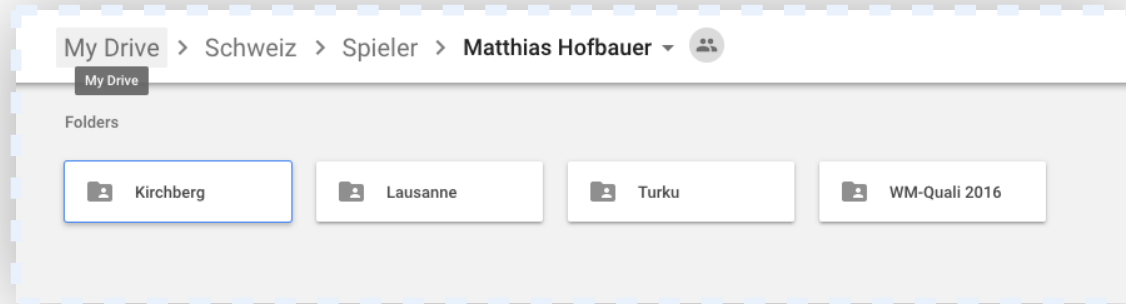 My Drive > Schweiz > Spieler > Matthias Hofbauer
My Drive
Folders
Kirchberg Lausanne Turku WM-Quali 2016